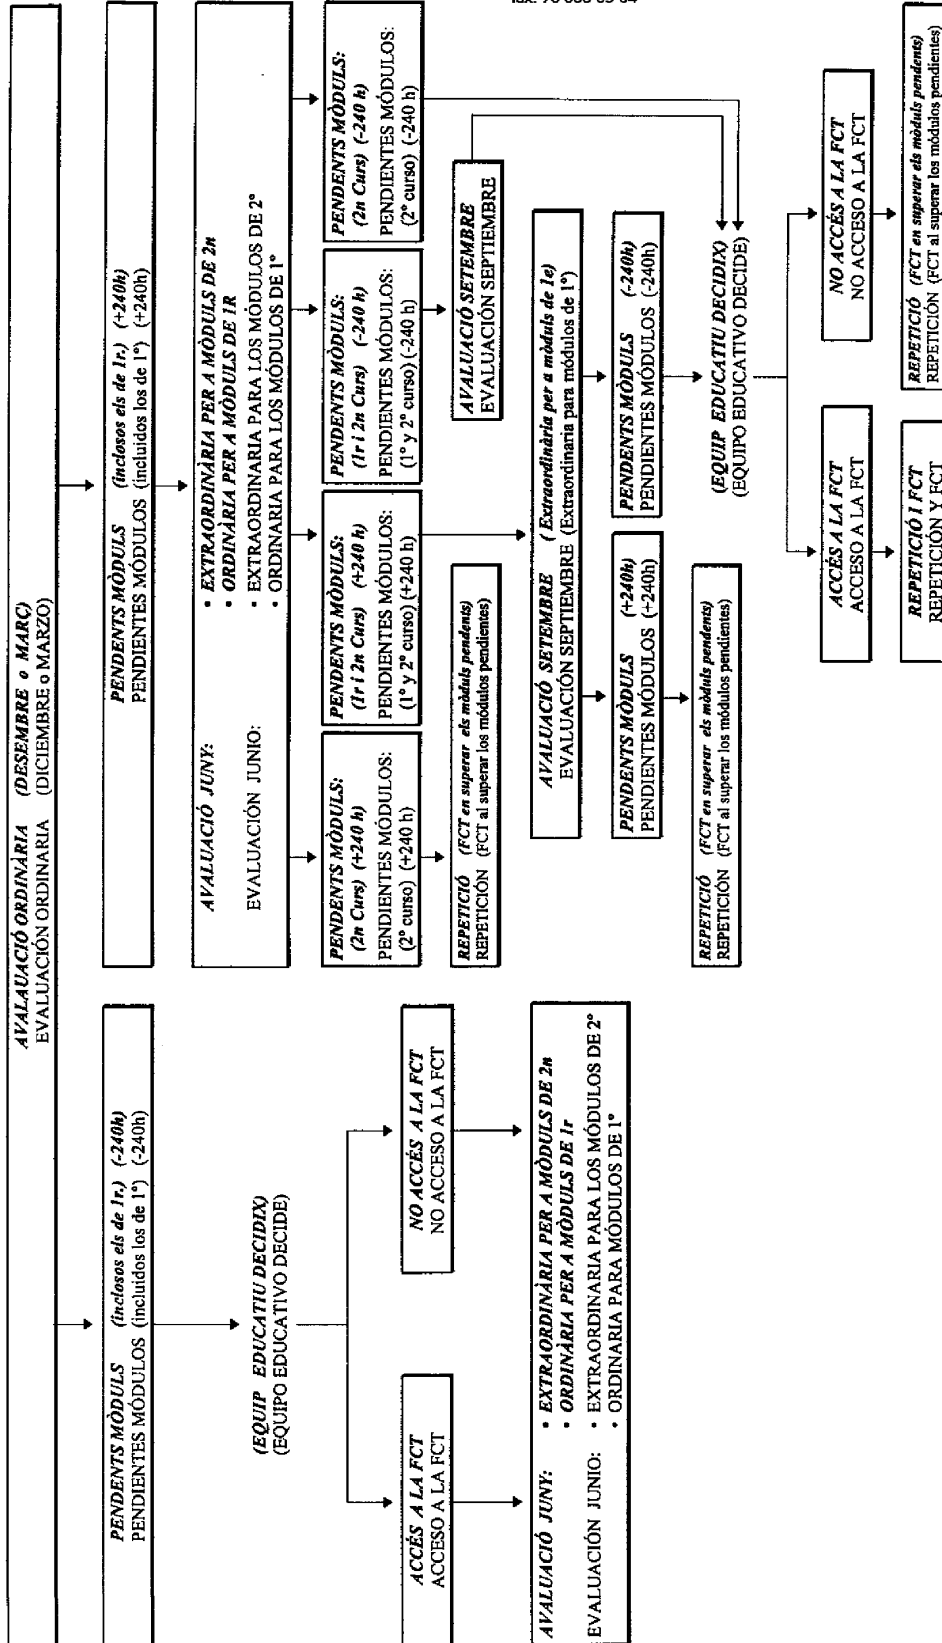 fax: 96 386 05 64
AVALAUACIÓ ORDINÀRIA (DESEMBRE o MARÇ)
EVALUACIÓN ORDINARIA (DICIEMBRE o MARZO)
PENDENTS MÒDULS (inclosos els de 1r.) (-240h)
PENDIENTES MÓDULOS (incluidos los de 1º) (-240h)
PENDENTS MÒDULS (inclosos els de 1r.) (+240h)
PENDIENTES MÓDULOS (incluidos los de 1º) (+240h)
(EQUIP EDUCATIU DECIDIX)
(EQUIPO EDUCATIVO DECIDE)
ACCÉS A LA FCT
ACCESO A LA FCT
NO ACCÉS A LA FCT
NO ACCESO A LA FCT
AVALUACIÓ JUNY: • EXTRAORDINÀRIA PER A MÒDULS DE 2n
• ORDINÀRIA PER A MÒDULS DE 1r
EVALUACIÓN JUNIO: • EXTRAORDINARIA PARA LOS MÓDULOS DE 2º
• ORDINARIA PARA MÓDULOS DE 1º
AVALUACIÓ JUNY: • EXTRAORDINÀRIA PER A MÒDULS DE 2n
• ORDINÀRIA PER A MÒDULS DE 1R
EVALUACIÓN JUNIO: • EXTRAORDINARIA PARA LOS MÓDULOS DE 2º
• ORDINARIA PARA LOS MÓDULOS DE 1º
PENDENTS MÒDULS:
(2n Curs) (+240 h)
PENDIENTES MÓDULOS:
(2º curso) (+240 h)
PENDENTS MÒDULS:
(1r i 2n Curs) (+240 h)
PENDIENTES MÓDULOS:
(1º y 2º curso) (+240 h)
PENDENTS MÒDULS:
(1r i 2n Curs) (-240 h)
PENDIENTES MÓDULOS:
(1º y 2º curso) (-240 h)
PENDENTS MÒDULS:
(2n Curs) (-240 h)
PENDIENTES MÓDULOS:
(2º curso) (-240 h)
REPETICIÓ (FCT en superar els mòduls pendents)
REPETICIÓN (FCT al superar los módulos pendientes)
AVALUACIÓ SETEMBRE
EVALUACIÓN SEPTIEMBRE
AVALUACIÓ SETEMBRE (Extraordinària per a mòduls de 1e)
EVALUACIÓN SEPTIEMBRE (Extraordinaria para módulos de 1º)
PENDENTS MÒDULS (+240h)
PENDIENTES MÓDULOS (+240h)
PENDENTS MÒDULS (-240h)
PENDIENTES MÓDULOS (-240h)
REPETICIÓ (FCT en superar els mòduls pendents)
REPETICIÓN (FCT al superar los módulos pendientes)
(EQUIP EDUCATIU DECIDIX)
(EQUIPO EDUCATIVO DECIDE)
ACCÉS A LA FCT
ACCESO A LA FCT
NO ACCÉS A LA FCT
NO ACCESO A LA FCT
REPETICIÓ I FCT
REPETICIÓN Y FCT
REPETICIÓ (FCT en superar els mòduls pendents)
REPETICIÓN (FCT al superar los módulos pendientes)